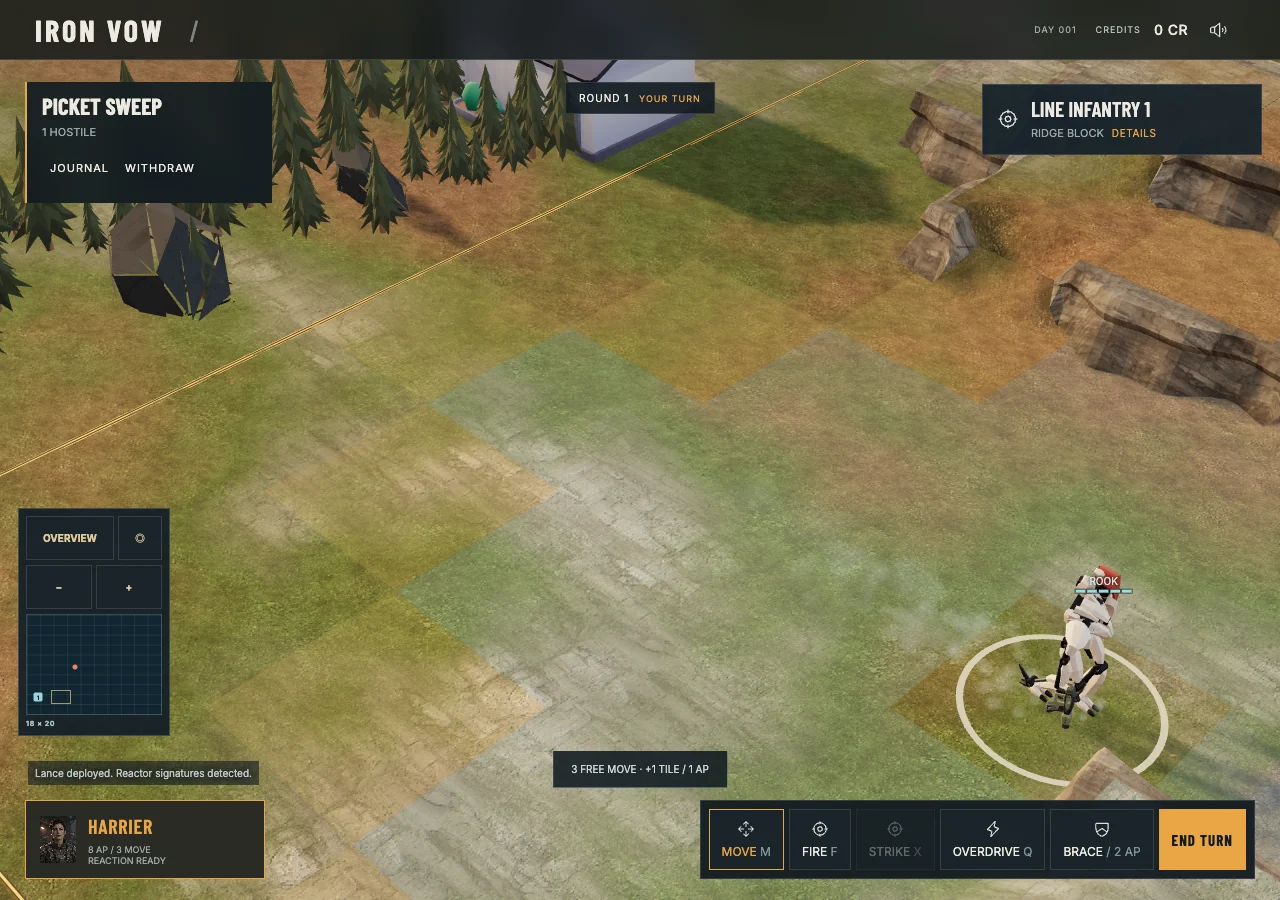 IRON VOW /
DAY 001 CREDITS 0 CR
PICKET SWEEP
1 HOSTILE
JOURNAL WITHDRAW
ROUND 1 YOUR TURN
LINE INFANTRY 1
RIDGE BLOCK DETAILS
OVERVIEW
− +
1
18 × 20
ROOK
Lance deployed. Reactor signatures detected.
HARRIER
8 AP / 3 MOVE
REACTION READY
3 FREE MOVE · +1 TILE / 1 AP
MOVE M
FIRE F
STRIKE X
OVERDRIVE Q
BRACE / 2 AP
END TURN